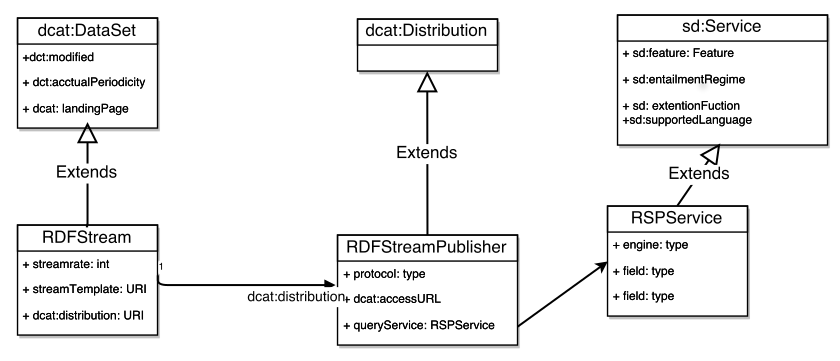 dcat:DataSet
+dct:modified
+ dct:acctualPeriodicity
+ dcat: landingPage
dcat:Distribution
sd:Service
+ sd:feature: Feature
+ sd:entailmentRegime
+ sd: extentionFuction
+sd:supportedLanguage
Extends
Extends
Extends
RDFStream
+ streamrate: int
+ streamTemplate: URI
+ dcat:distribution: URI
1
dcat:distribution
RDFStreamPublisher
+ protocol: type
+ dcat:accessURL
+ queryService: RSPService
RSPService
+ engine: type
+ field: type
+ field: type